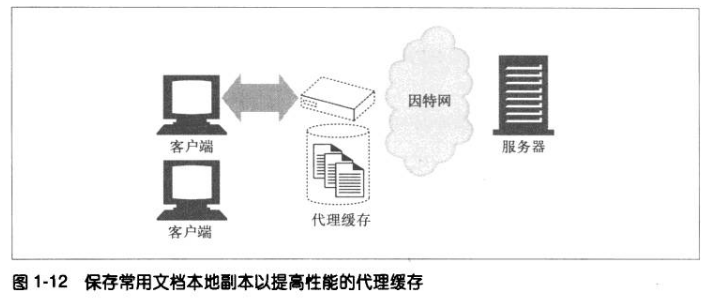 因特网
客户端
服务器
代理缓存
客户端
图 1-12 保存常用文档本地副本以提高性能的代理缓存